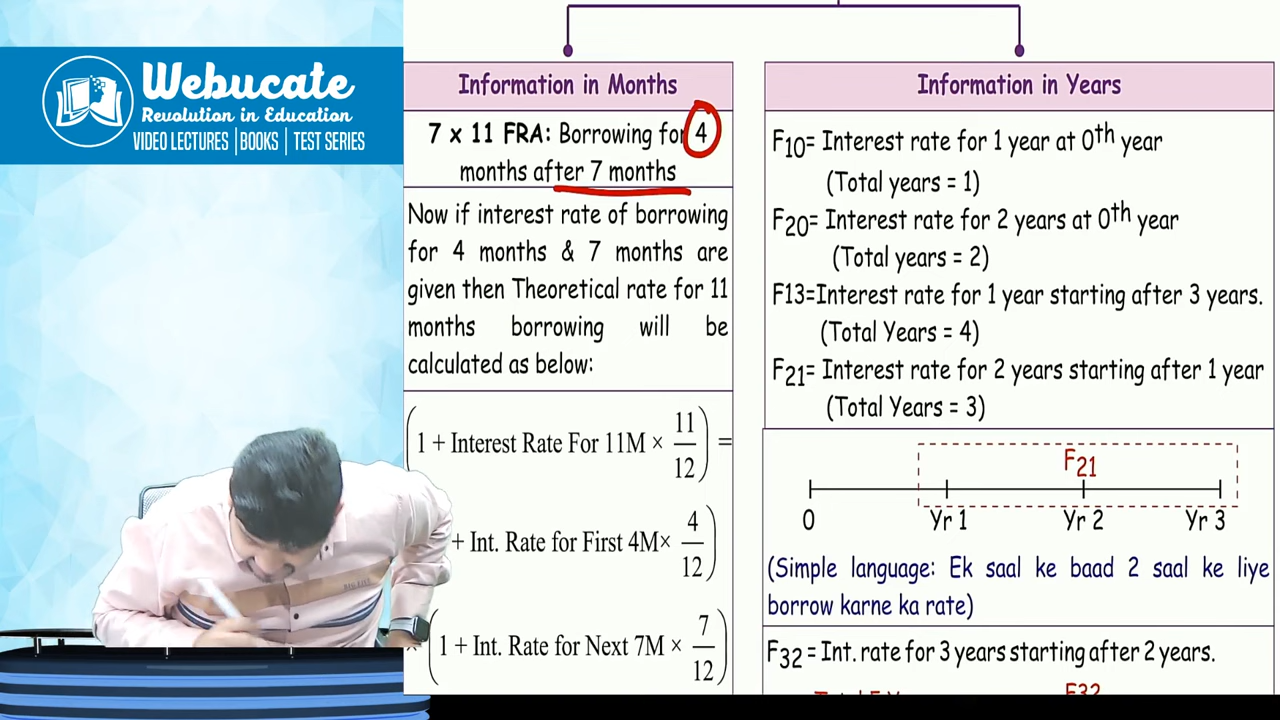 Webucate
Revolution in Education
VIDEO LECTURES | BOOKS | TEST SERIES
Information in Months
7 x 11 FRA: Borrowing for 4
months after 7 months
Now if interest rate of borrowing
for 4 months & 7 months are
given then Theoretical rate for 11
months borrowing will be
calculated as below:
(1 + Interest Rate For 11M × 11/12) =
+ Int. Rate for First 4M× 4/12)
× (1 + Int. Rate for Next 7M × 7/12)
Information in Years
F10= Interest rate for 1 year at 0th year
(Total years = 1)
F20= Interest rate for 2 years at 0th year
(Total years = 2)
F13=Interest rate for 1 year starting after 3 years.
(Total Years = 4)
F21= Interest rate for 2 years starting after 1 year
(Total Years = 3)
F21
0 Yr 1 Yr 2 Yr 3
(Simple language: Ek saal ke baad 2 saal ke liye
borrow karne ka rate)
F32 = Int. rate for 3 years starting after 2 years.
F32